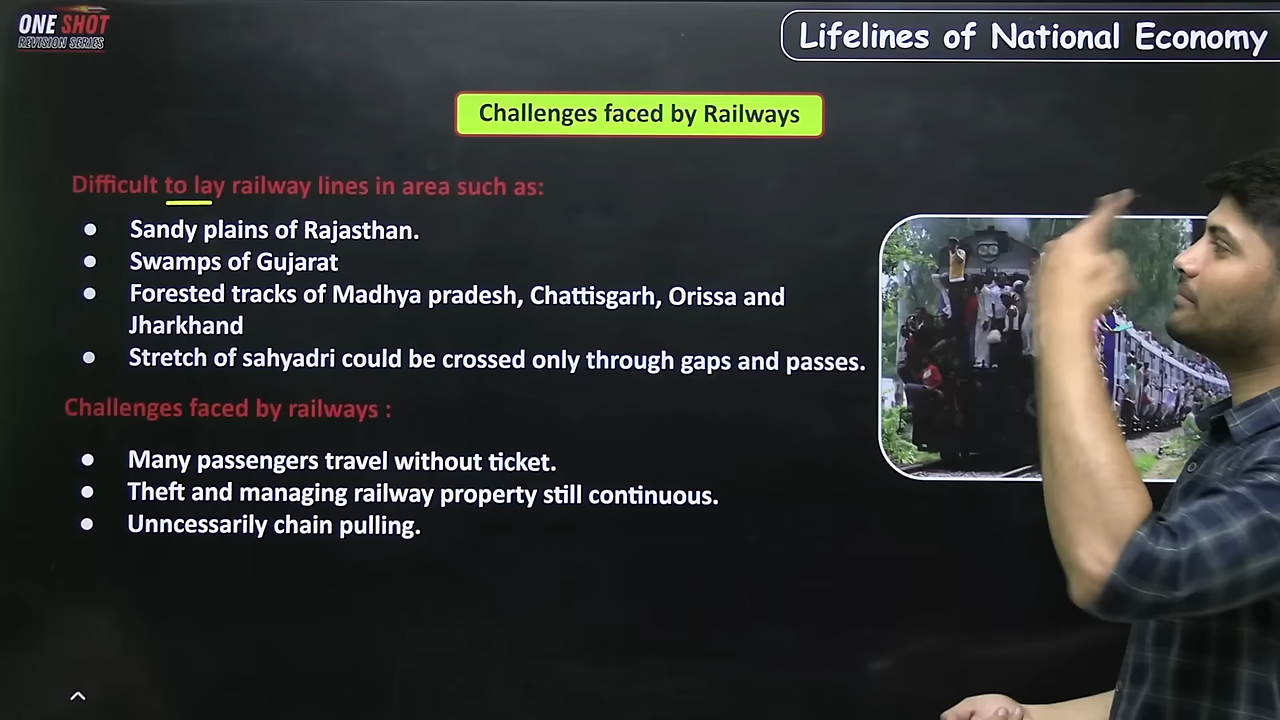 ONE SHOT
REVISION SERIES
Lifelines of National Economy
Challenges faced by Railways
Difficult to lay railway lines in area such as:
● Sandy plains of Rajasthan.
● Swamps of Gujarat
● Forested tracks of Madhya pradesh, Chattisgarh, Orissa and
Jharkhand
● Stretch of sahyadri could be crossed only through gaps and passes.
Challenges faced by railways :
● Many passengers travel without ticket.
● Theft and managing railway property still continuous.
● Unncessarily chain pulling.